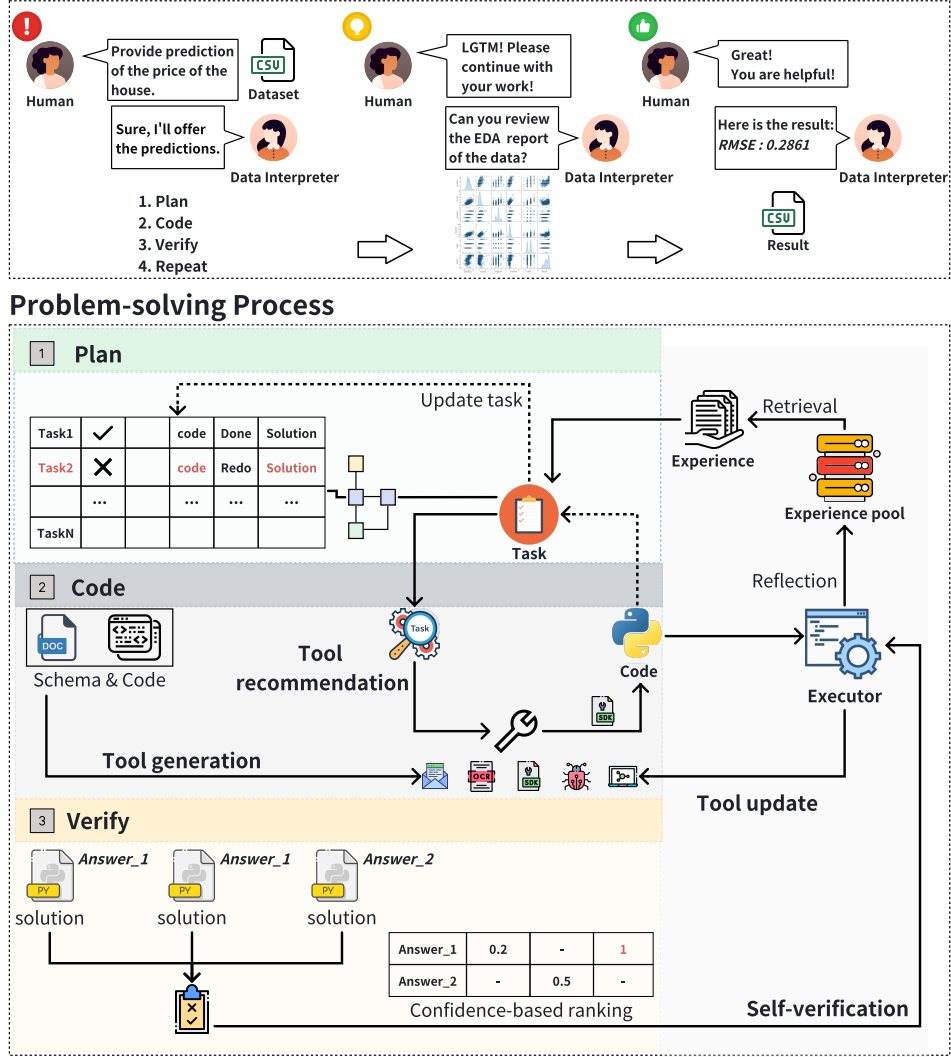 Provide prediction
of the price of the
house.
CSV
Dataset
Human
Sure, I'll offer
the predictions.
Data Interpreter
1. Plan
2. Code
3. Verify
4. Repeat
LGTM! Please
continue with
your work!
Human
Can you review
the EDA report
of the data?
Data Interpreter
Great!
You are helpful!
Human
Here is the result:
RMSE : 0.2861
Data Interpreter
CSV
Result
Problem-solving Process
1 Plan
Update task
Task1 code Done Solution
Task2 code Redo Solution
... ... ... ...
TaskN
Task
Retrieval
Experience
Experience pool
Reflection
Executor
2 Code
DOC
Schema & Code
Task
Tool
recommendation
Code
SDK
Tool generation
OCR
SDK
Tool update
3 Verify
Answer_1
PY
solution
Answer_1
PY
solution
Answer_2
PY
solution
Answer_1 0.2 - 1
Answer_2 - 0.5 -
Confidence-based ranking
Self-verification